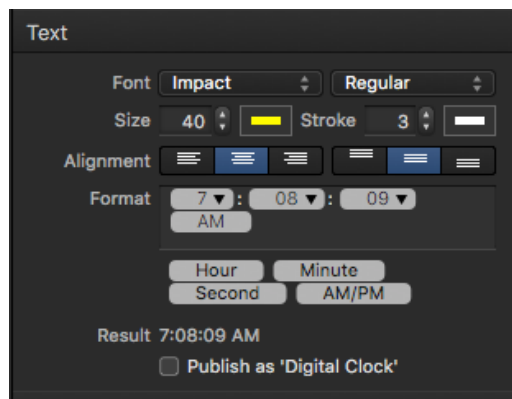 Text
Font Impact Regular
Size 40 Stroke 3
Alignment
Format 7 : 08 : 09
AM
Hour Minute
Second AM/PM
Result 7:08:09 AM
Publish as 'Digital Clock'